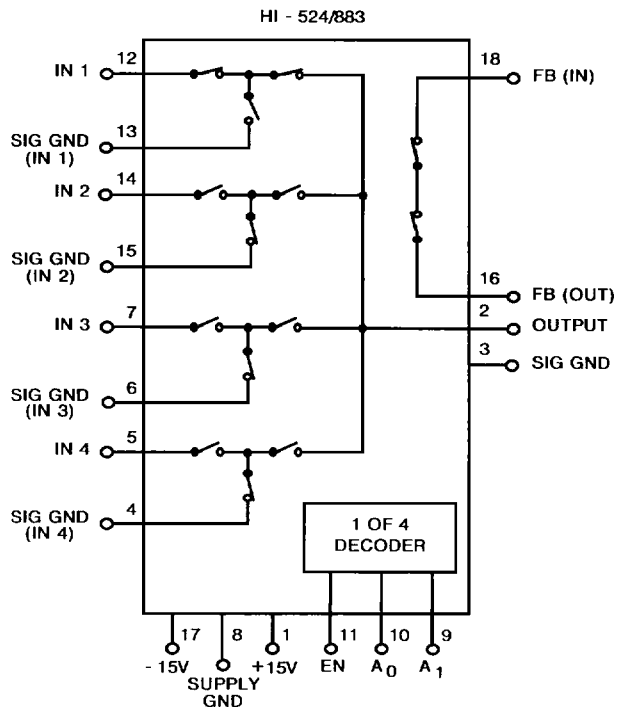 HI - 524/883
IN 1 12
SIG GND 13
(IN 1)
IN 2 14
SIG GND 15
(IN 2)
IN 3 7
SIG GND 6
(IN 3)
IN 4 5
SIG GND 4
(IN 4)
18 FB (IN)
16 FB (OUT)
2 OUTPUT
3 SIG GND
1 OF 4
DECODER
17 8 1 11 10 9
- 15V SUPPLY GND +15V EN A0 A1